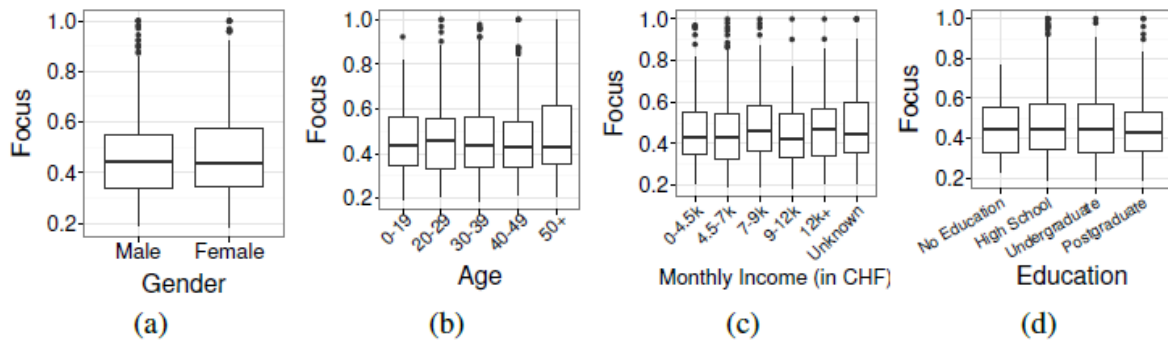 Focus
1.0
0.8
0.6
0.4
0.2
Male Female
Gender
(a)
Focus
1.0
0.8
0.6
0.4
0.2
0-19
20-29
30-39
40-49
50+
Age
(b)
Focus
1.0
0.8
0.6
0.4
0.2
0-4.5k
4.5-7k
7-9k
9-12k
12k+
Unknown
Monthly Income (in CHF)
(c)
Focus
1.0
0.8
0.6
0.4
0.2
No Education
High School
Undergraduate
Postgraduate
Education
(d)